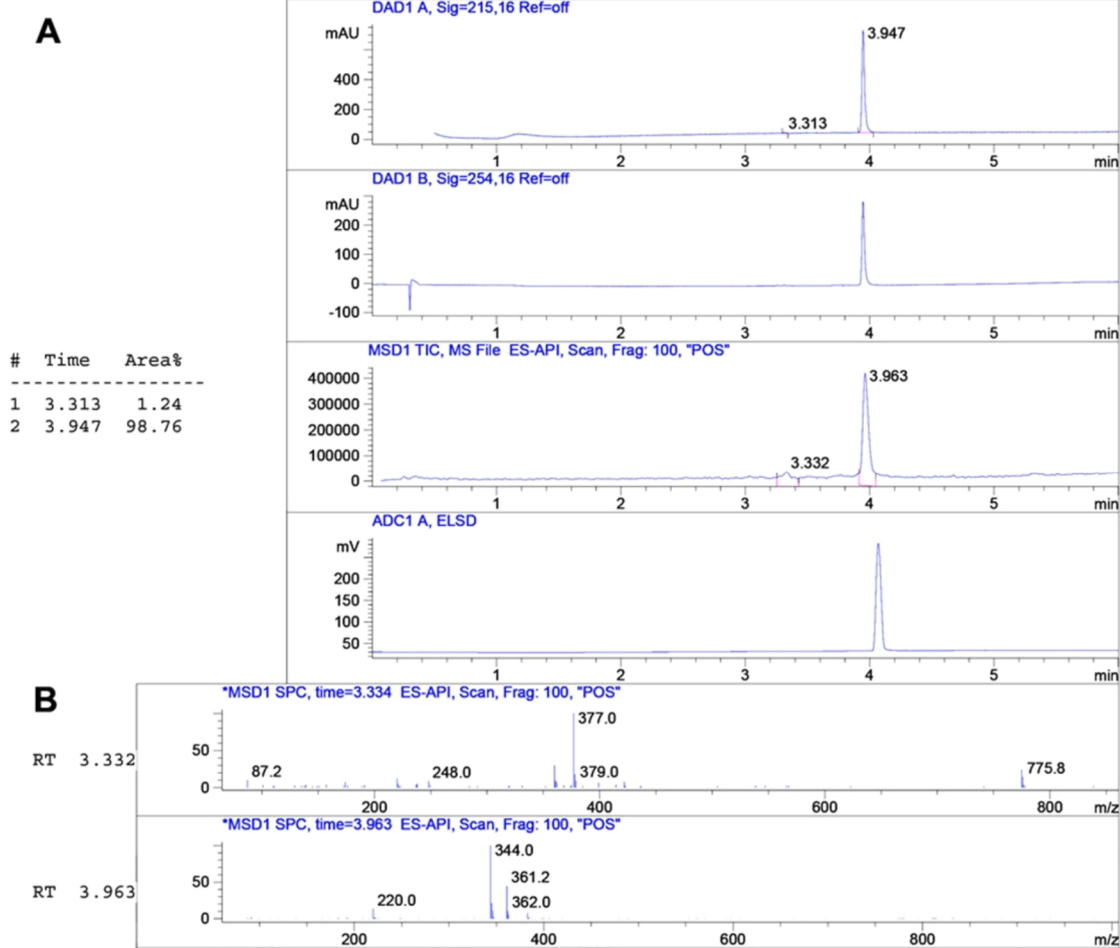 A
DAD1 A, Sig=215,16 Ref=off
mAU
3.947
400
200
3.313
0
1 2 3 4 5 min
DAD1 B, Sig=254,16 Ref=off
mAU
200
100
0
-100
1 2 3 4 5 min
# Time Area%
------------------
1 3.313 1.24
2 3.947 98.76
MSD1 TIC, MS File ES-API, Scan, Frag: 100, "POS"
400000
3.963
300000
200000
100000
3.332
0
1 2 3 4 5 min
ADC1 A, ELSD
mV
200
150
100
50
1 2 3 4 5 min
B
*MSD1 SPC, time=3.334 ES-API, Scan, Frag: 100, "POS"
377.0
RT 3.332
50
87.2 248.0 379.0 775.8
0
200 400 600 800 m/z
*MSD1 SPC, time=3.963 ES-API, Scan, Frag: 100, "POS"
344.0
RT 3.963
50
361.2
220.0 362.0
0
200 400 600 800 m/z